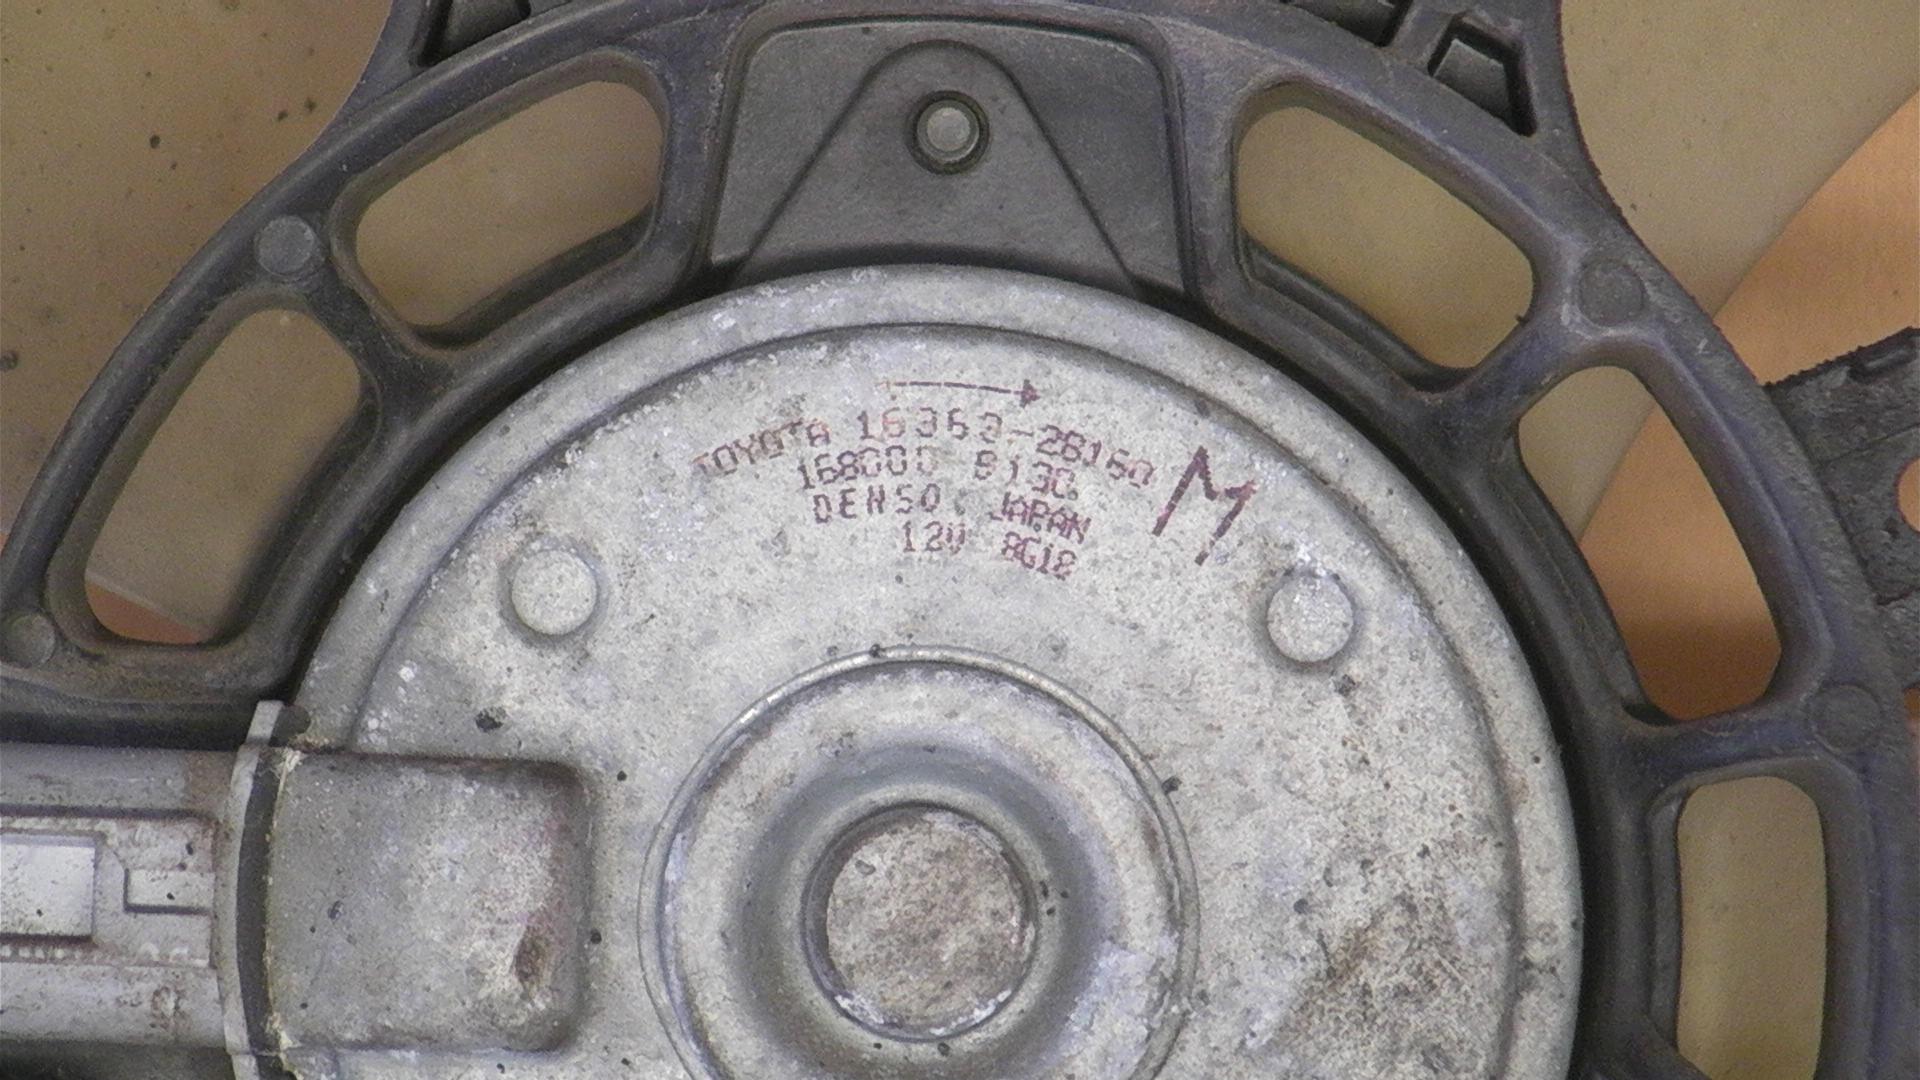 TOYOTA 16363-28160
168000 8130
DENSO JAPAN
12V 8G18
M